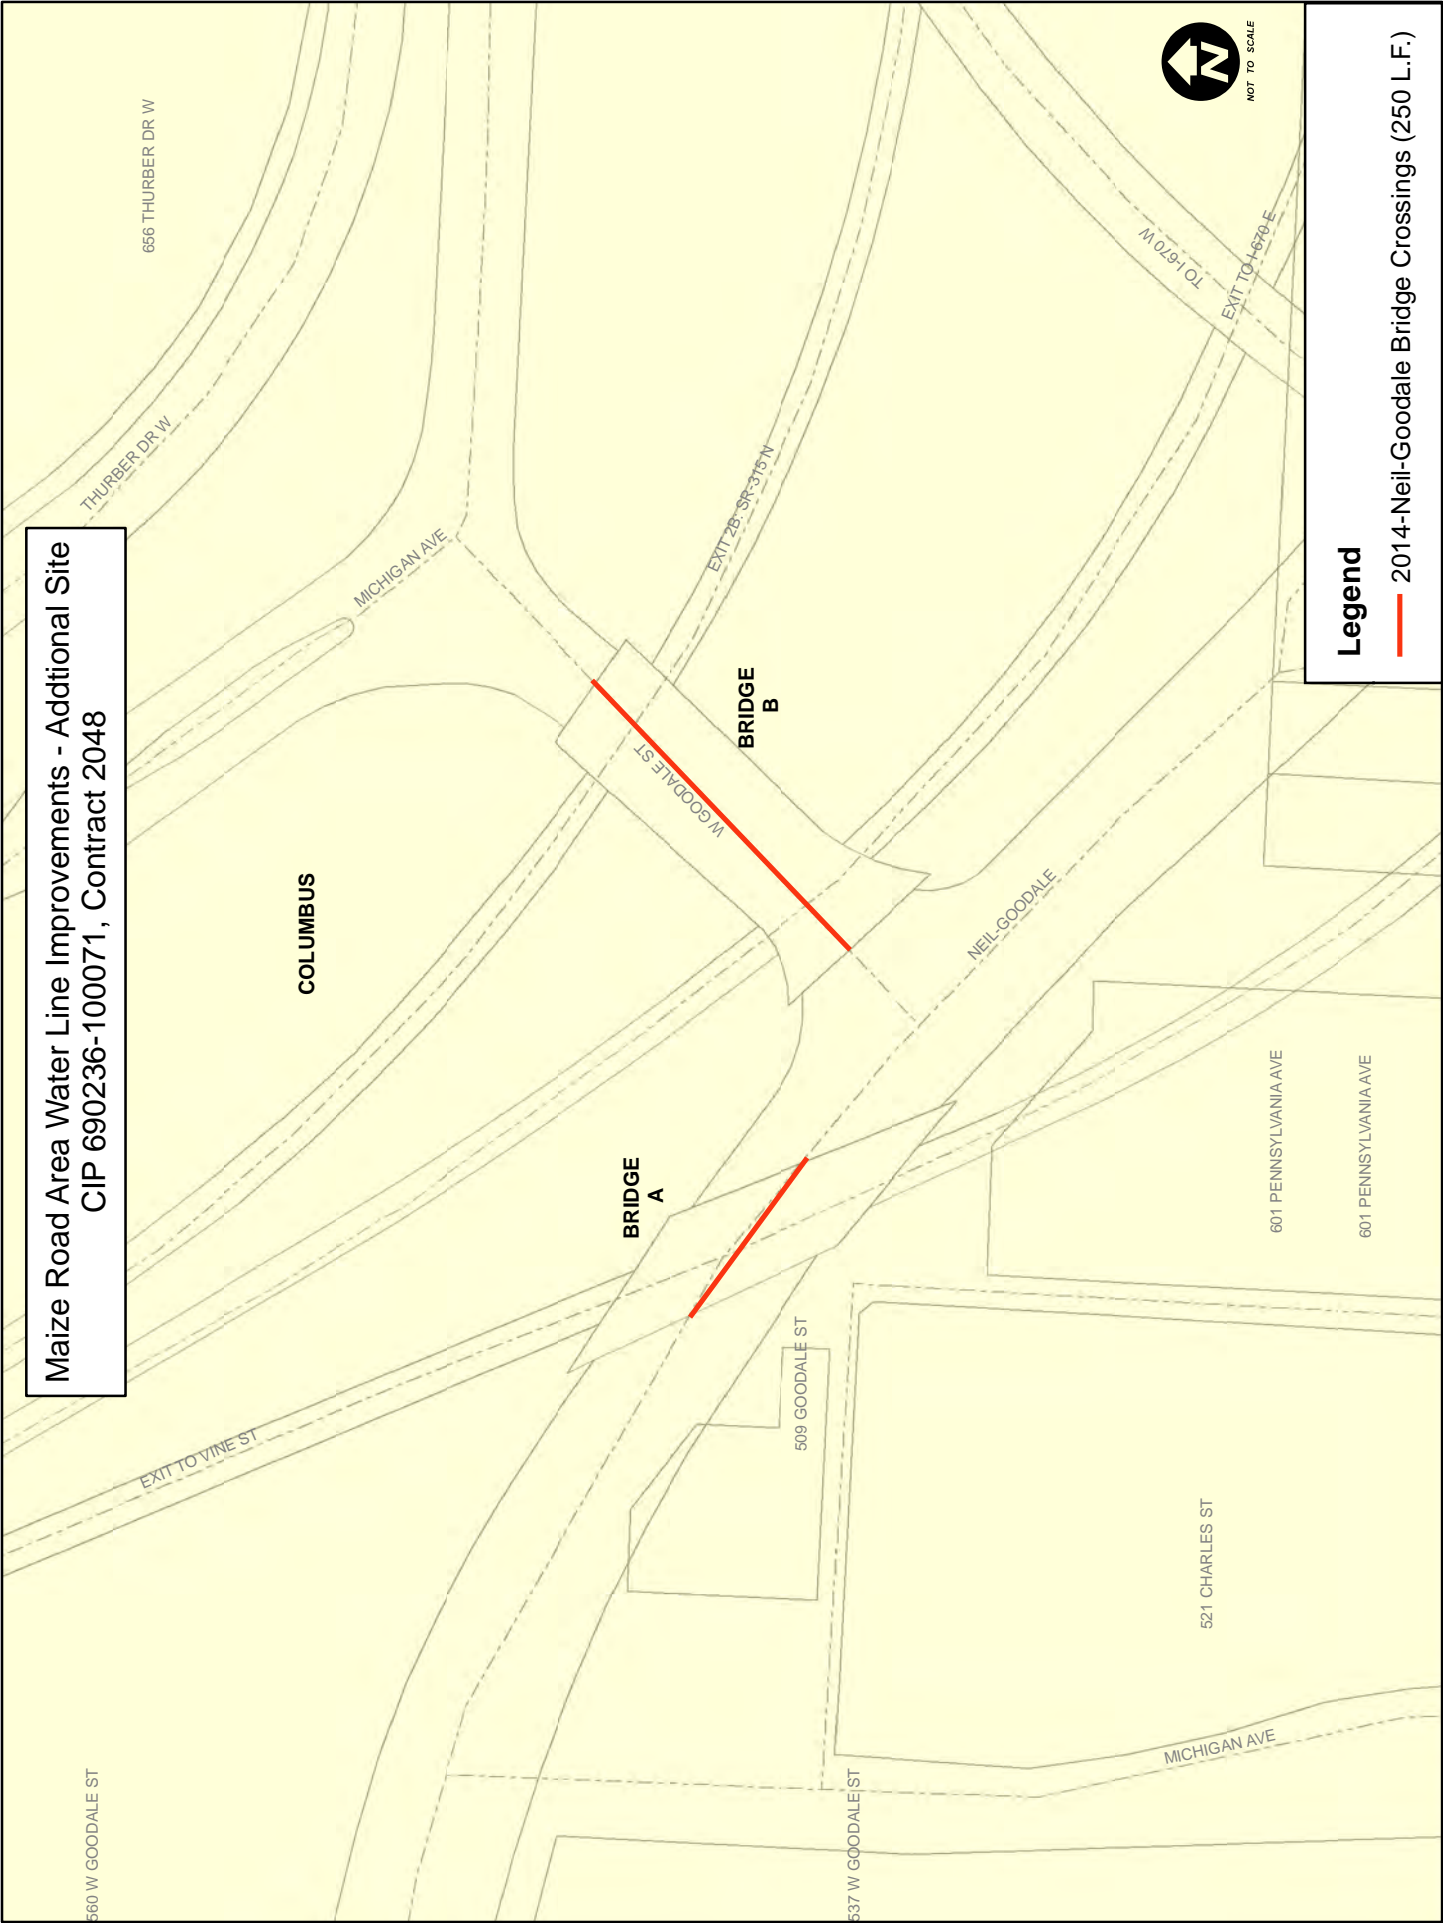 Maize Road Area Water Line Improvements - Addtional Site
CIP 690236-100071, Contract 2048
656 THURBER DR W
THURBER DR W
MICHIGAN AVE
COLUMBUS
EXIT 2B: SR-315 N
BRIDGE
B
W GOODALE ST
TO I-670 W
EXIT TO I-670 E
NEIL-GOODALE
BRIDGE
A
EXIT TO VINE ST
509 GOODALE ST
601 PENNSYLVANIA AVE
601 PENNSYLVANIA AVE
521 CHARLES ST
MICHIGAN AVE
560 W GOODALE ST
537 W GOODALE ST
N
NOT TO SCALE
Legend
2014-Neil-Goodale Bridge Crossings (250 L.F.)